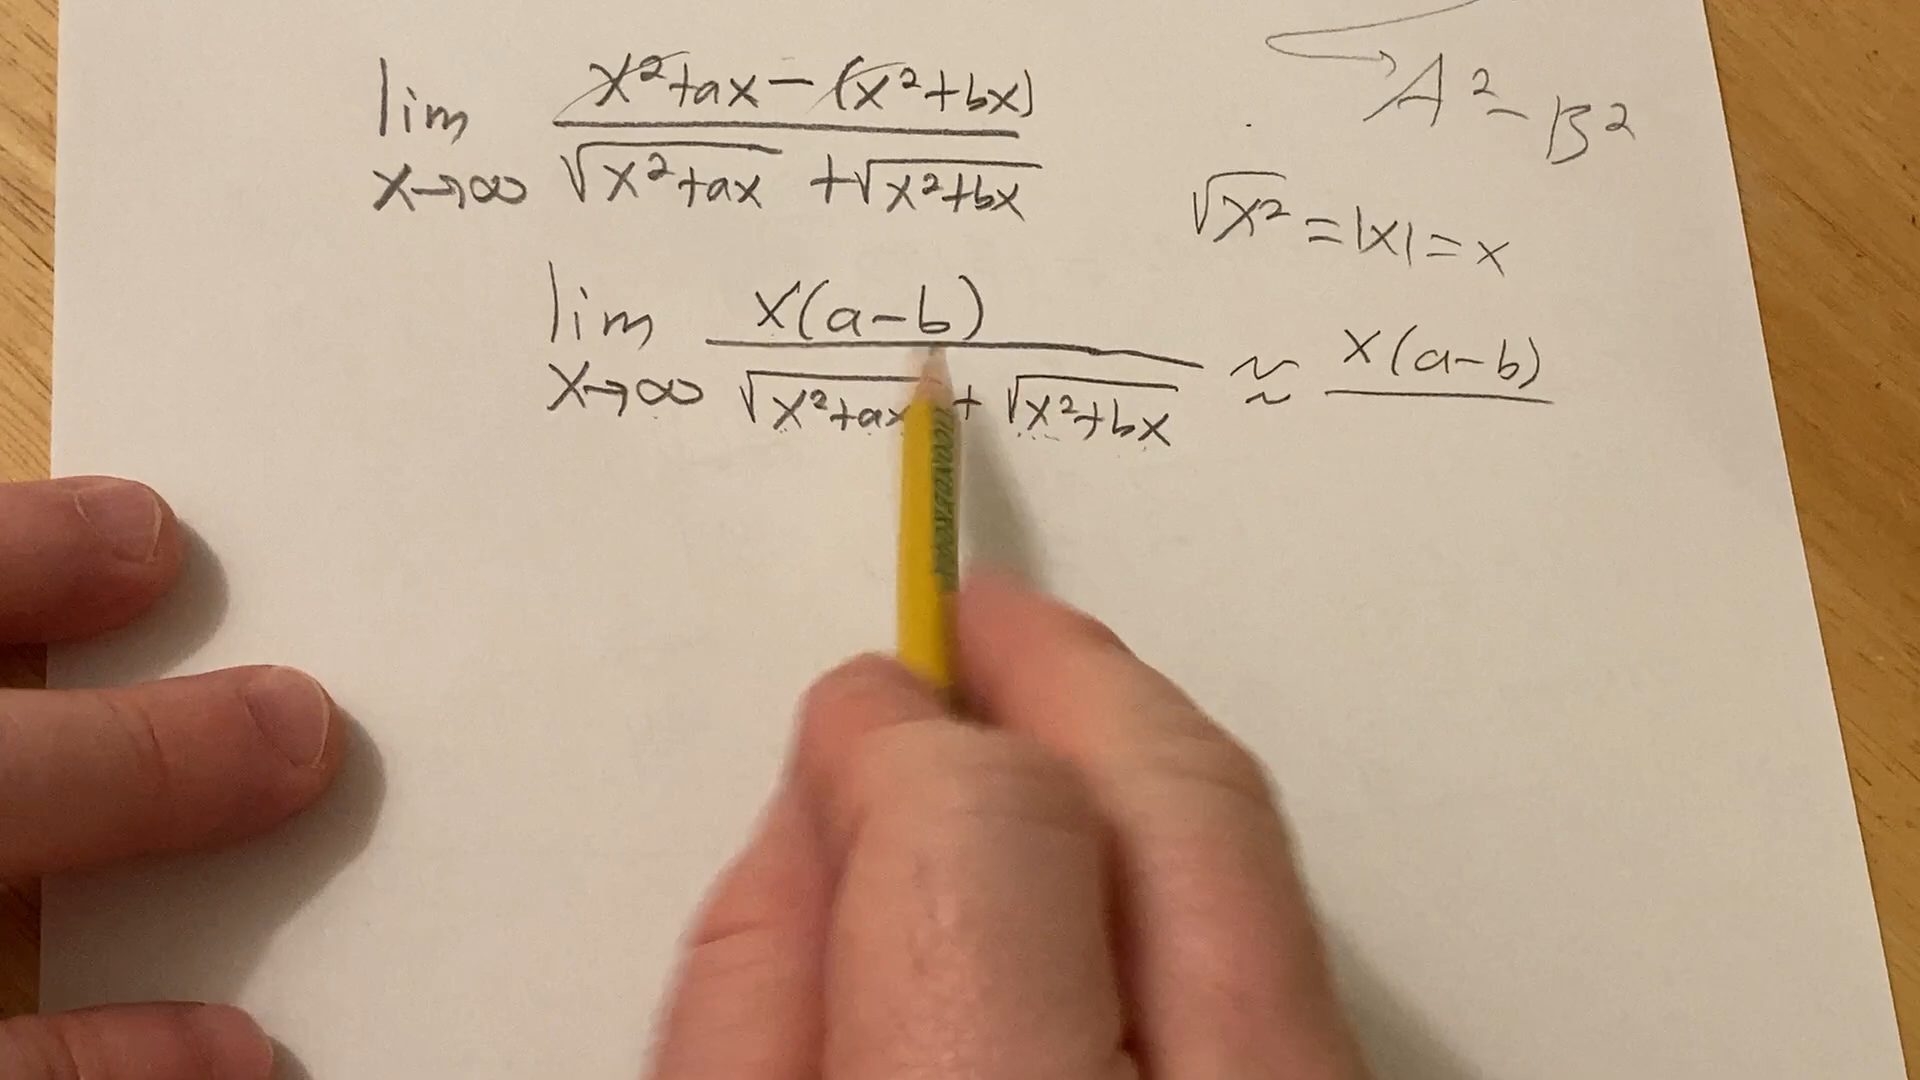 lim x→∞ (x²+ax−(x²+bx)) / (√(x²+ax) + √(x²+bx))
A²−B²
√x² = |x| = x
lim x→∞ x(a−b) / (√(x²+ax) + √(x²+bx)) ≈ x(a−b)